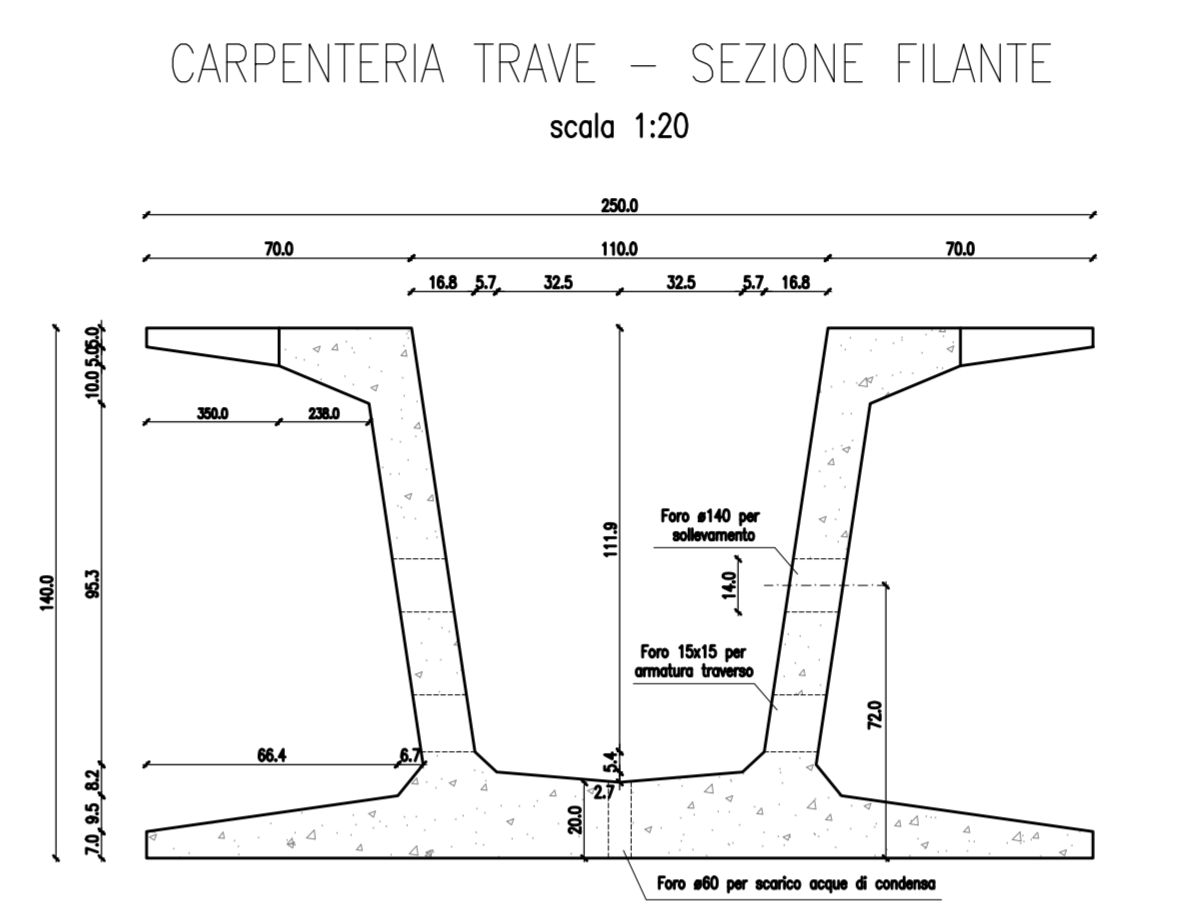 CARPENTERIA TRAVE – SEZIONE FILANTE
scala 1:20
250.0
70.0 110.0 70.0
16.8 5.7 32.5 32.5 5.7 16.8
5.0
5.0
10.0
350.0 238.0
Foro ø140 per
sollevamento
111.9
14.0
95.3
140.0
Foro 15x15 per
armatura traverso
72.0
66.4 6.7
5.4
8.2
2.7
20.0
9.5
7.0
Foro ø60 per scarico acque di condensa